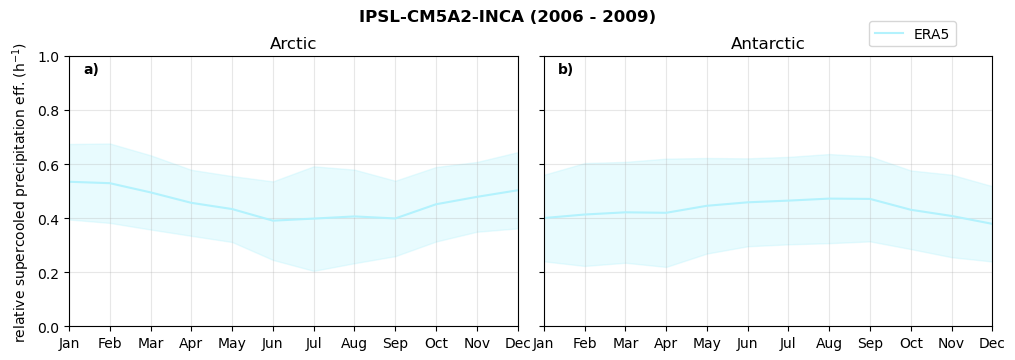 IPSL-CM5A2-INCA (2006 - 2009)
ERA5
Arctic
Antarctic
relative supercooled precipitation eff. (h⁻¹)
a)
1.0
0.8
0.6
0.4
0.2
0.0
Jan Feb Mar Apr May Jun Jul Aug Sep Oct Nov Dec
b)
Jan Feb Mar Apr May Jun Jul Aug Sep Oct Nov Dec